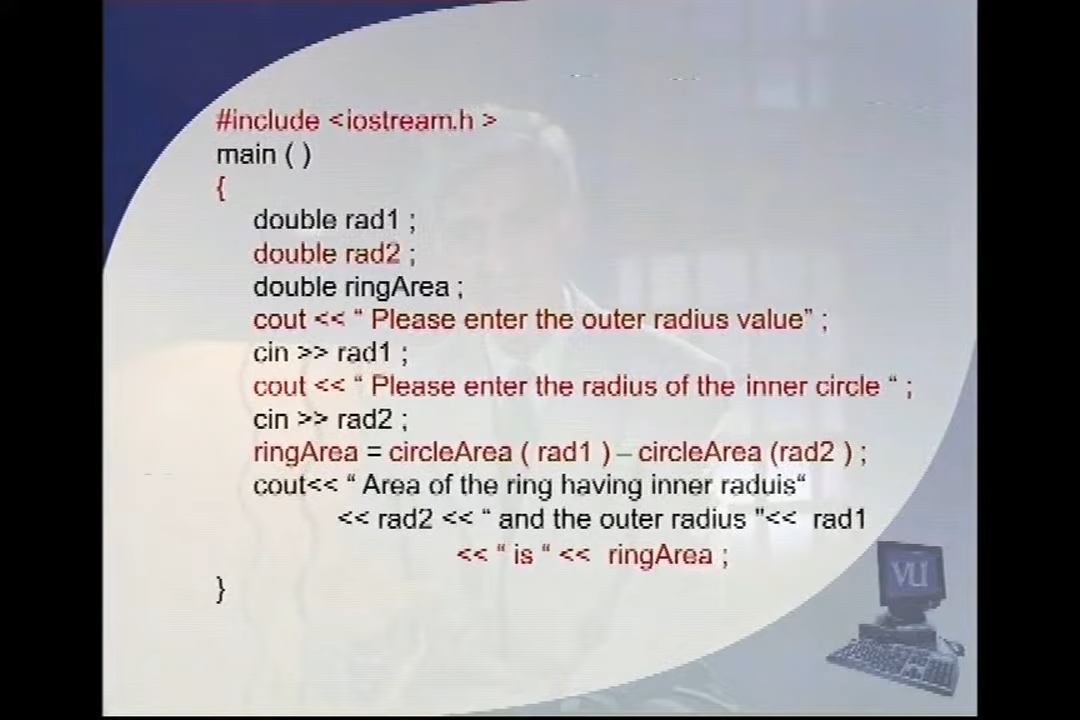 #include <iostream.h >
main ( )
{
double rad1 ;
double rad2 ;
double ringArea ;
cout << “ Please enter the outer radius value” ;
cin >> rad1 ;
cout << “ Please enter the radius of the inner circle “ ;
cin >> rad2 ;
ringArea = circleArea ( rad1 ) – circleArea (rad2 ) ;
cout<< “ Area of the ring having inner raduis“
<< rad2 << “ and the outer radius ”<< rad1
<< “ is “ << ringArea ;
}
VU